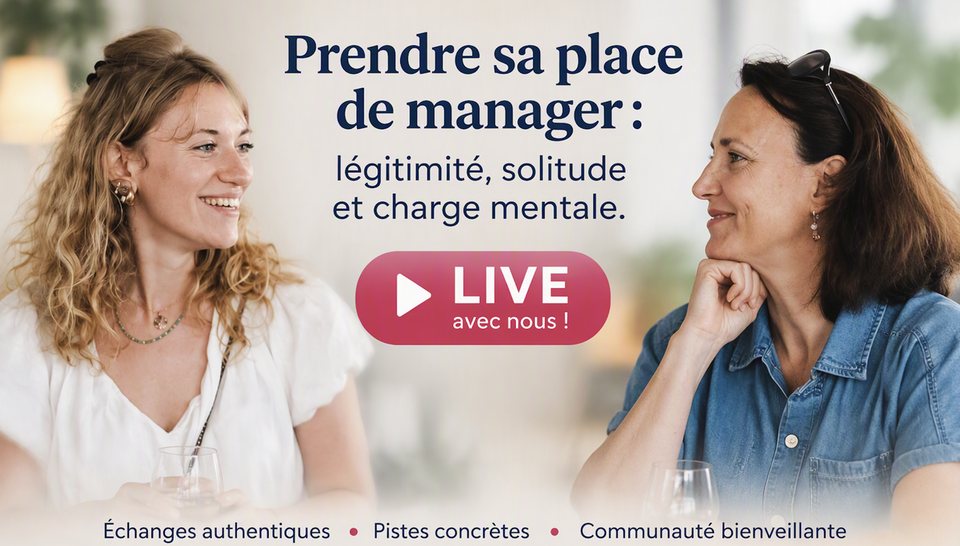 Prendre sa place
de manager :
légitimité, solitude
et charge mentale.
LIVE
avec nous !
Échanges authentiques • Pistes concrètes • Communauté bienveillante